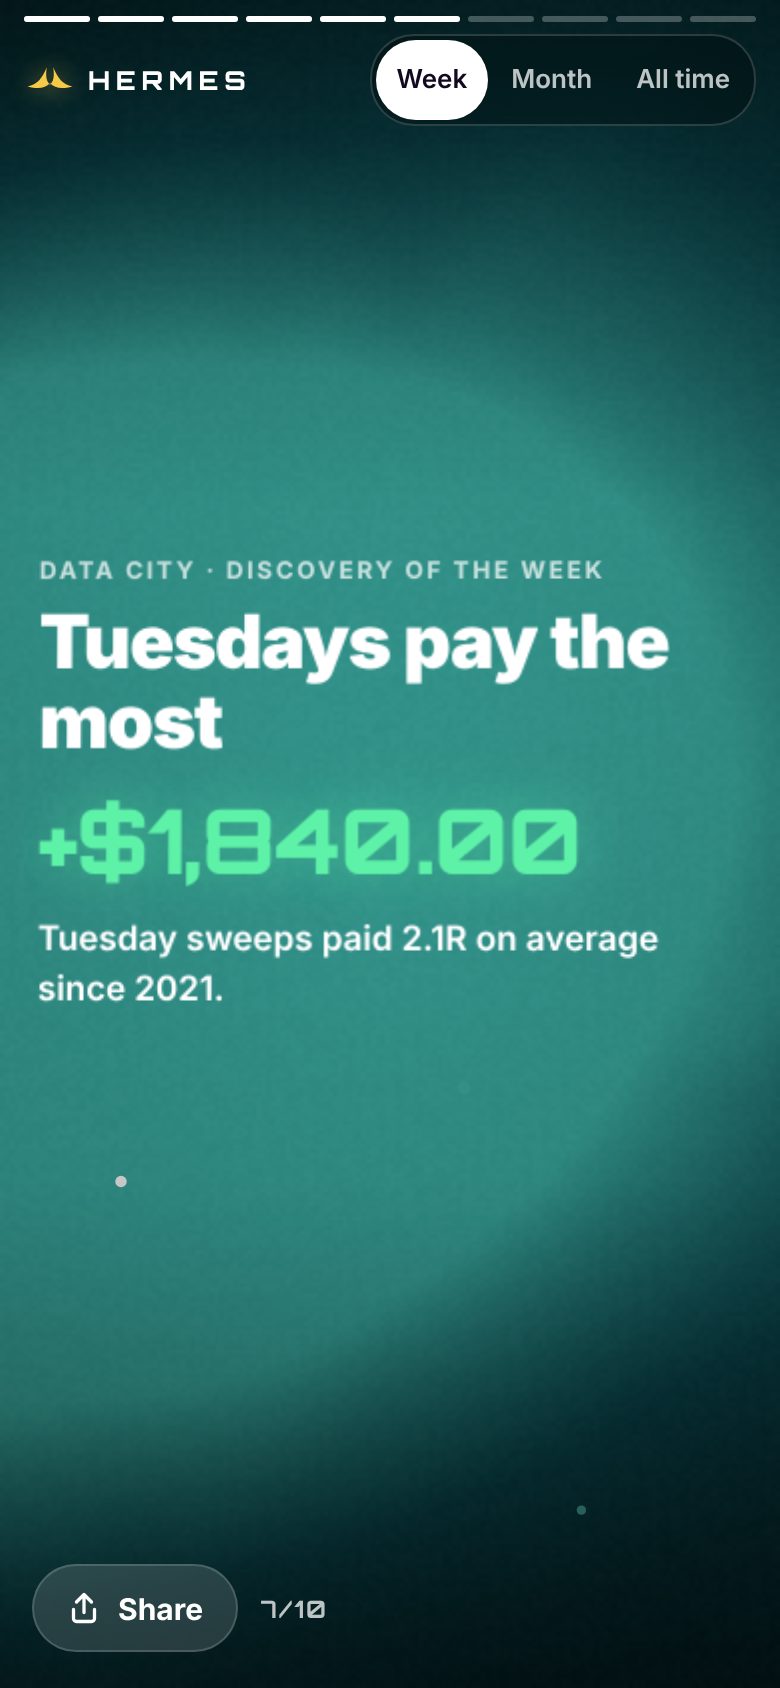 HERMES
Week Month All time
DATA CITY · DISCOVERY OF THE WEEK
Tuesdays pay the
most
+$1,840.00
Tuesday sweeps paid 2.1R on average
since 2021.
Share 7/10